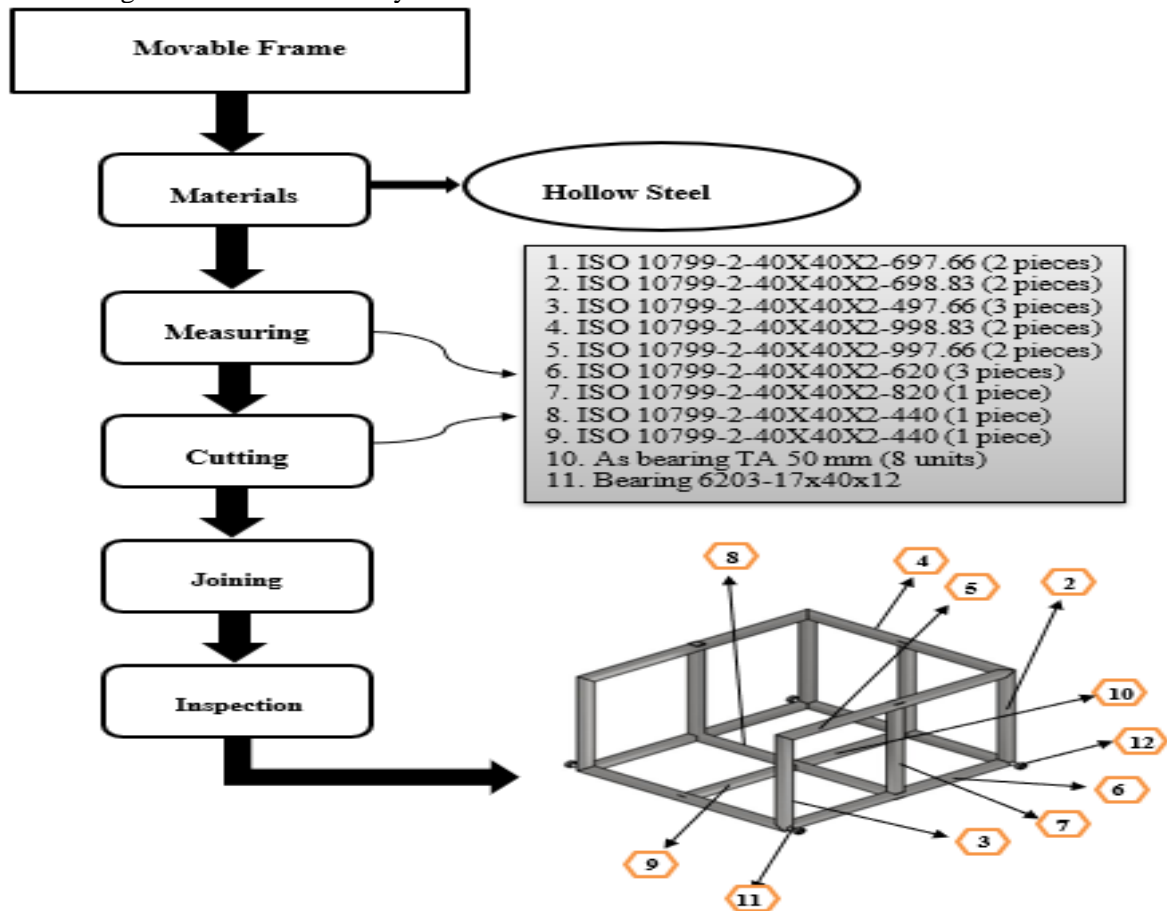 Movable Frame
Materials
Hollow Steel
1. ISO 10799-2-40X40X2-697.66 (2 pieces)
2. ISO 10799-2-40X40X2-698.83 (2 pieces)
3. ISO 10799-2-40X40X2-497.66 (3 pieces)
4. ISO 10799-2-40X40X2-998.83 (2 pieces)
5. ISO 10799-2-40X40X2-997.66 (2 pieces)
6. ISO 10799-2-40X40X2-620 (3 pieces)
7. ISO 10799-2-40X40X2-820 (1 piece)
8. ISO 10799-2-40X40X2-440 (1 piece)
9. ISO 10799-2-40X40X2-440 (1 piece)
10. As bearing TA 50 mm (8 units)
11. Bearing 6203-17x40x12
Measuring
Cutting
Joining
Inspection
8
4
5
2
10
12
6
7
3
9
11